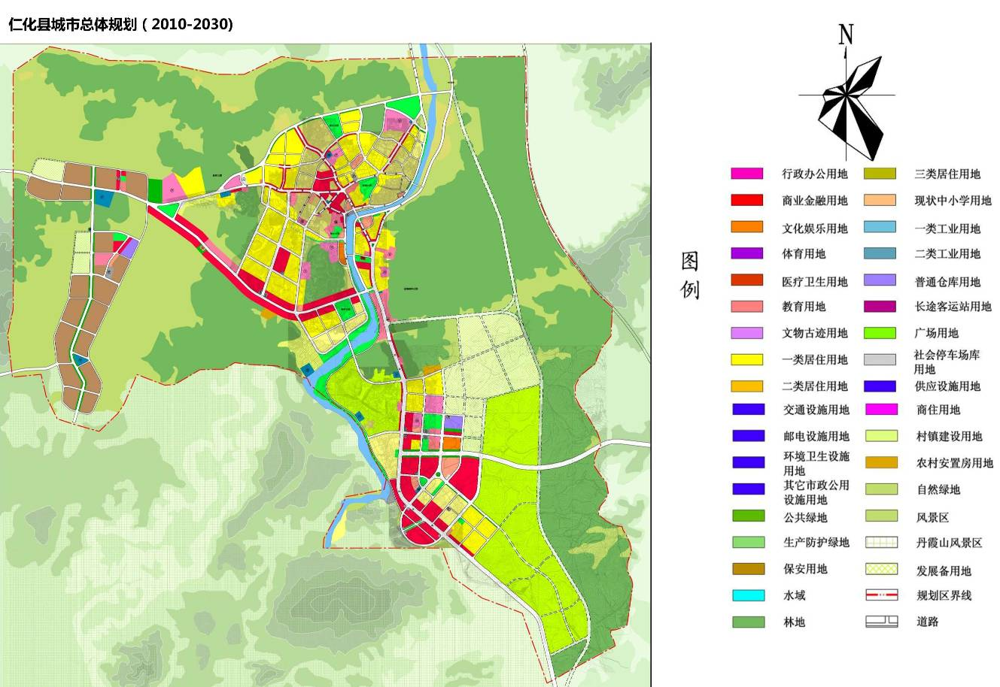 仁化县城市总体规划（2010-2030)
N
图例
行政办公用地
商业金融用地
文化娱乐用地
体育用地
医疗卫生用地
教育用地
文物古迹用地
一类居住用地
二类居住用地
交通设施用地
邮电设施用地
环境卫生设施
用地
其它市政公用
设施用地
公共绿地
生产防护绿地
保安用地
水域
林地
三类居住用地
现状中小学用地
一类工业用地
二类工业用地
普通仓库用地
长途客运站用地
广场用地
社会停车场库
用地
供应设施用地
商住用地
村镇建设用地
农村安置房用地
自然绿地
风景区
丹霞山风景区
发展备用地
规划区界线
道路